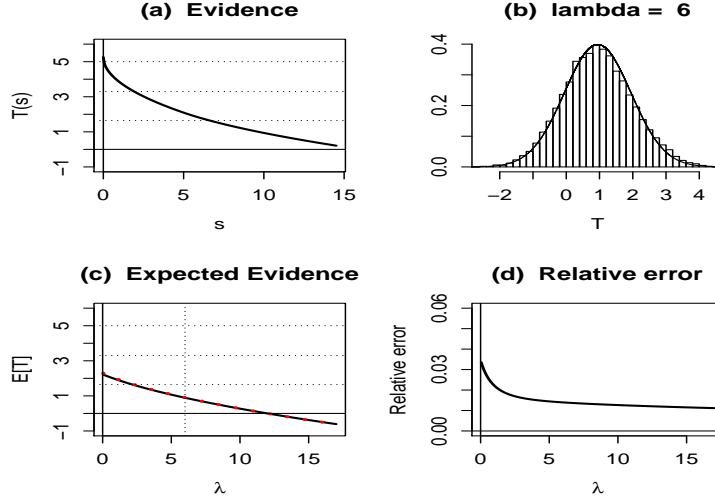 (a) Evidence
T(s)
5
3
1
−1
0 5 10 15
s
(b) lambda = 6
0.4
0.2
0.0
−2 0 1 2 3 4
T
(c) Expected Evidence
E[T]
5
3
1
−1
0 5 10 15
λ
(d) Relative error
Relative error
0.06
0.03
0.00
0 5 10 15
λ